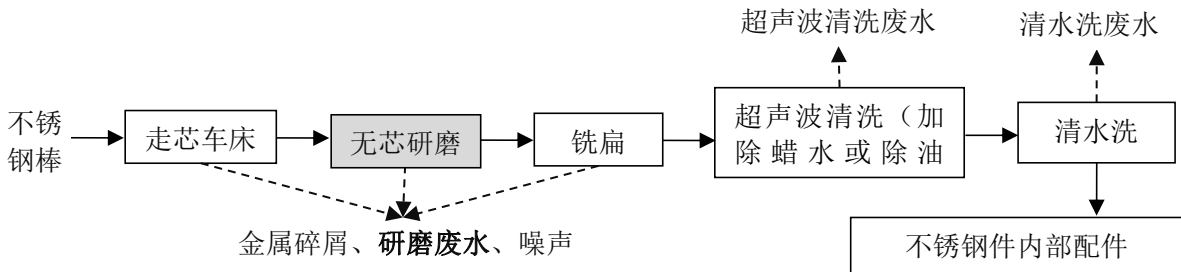 超声波清洗废水
清水洗废水
不锈
钢棒
走芯车床
无芯研磨
铣扁
超声波清洗（加
除蜡水或除油
清水洗
金属碎屑、研磨废水、噪声
不锈钢件内部配件